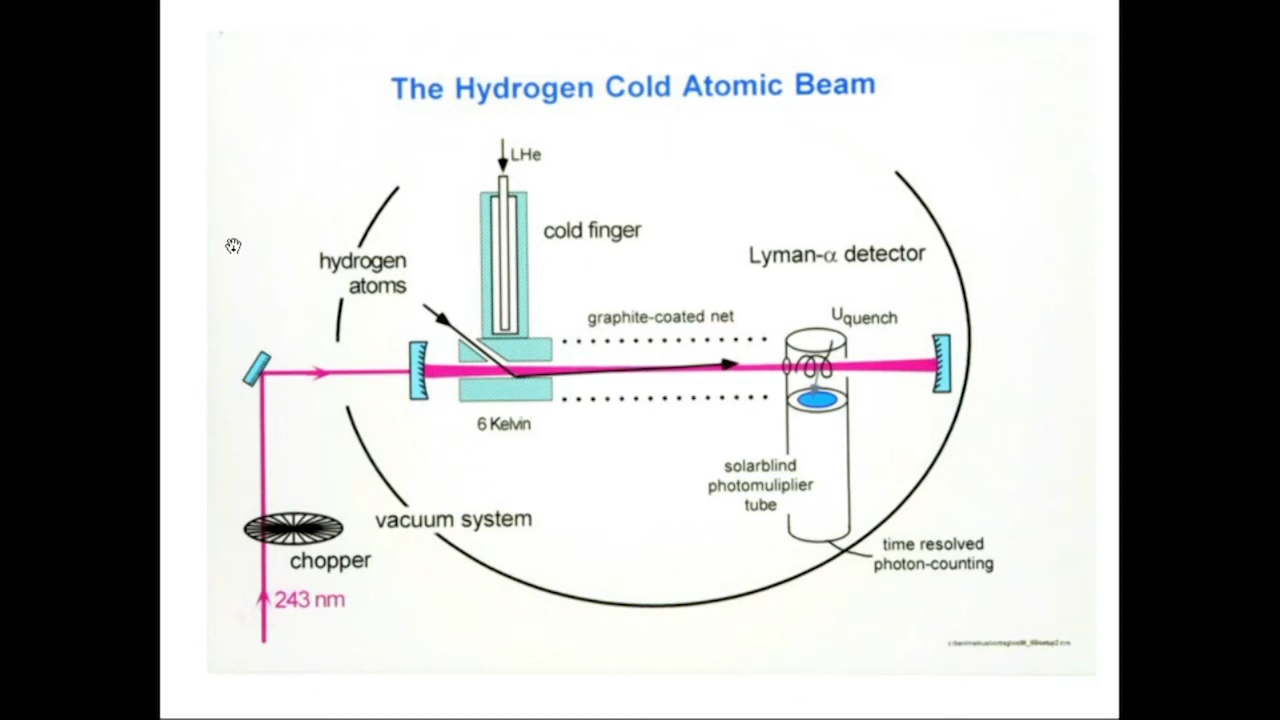 The Hydrogen Cold Atomic Beam
LHe
cold finger
hydrogen
atoms
Lyman-α detector
graphite-coated net
Uquench
6 Kelvin
solarblind
photomuliplier
tube
vacuum system
chopper
time resolved
photon-counting
243 nm